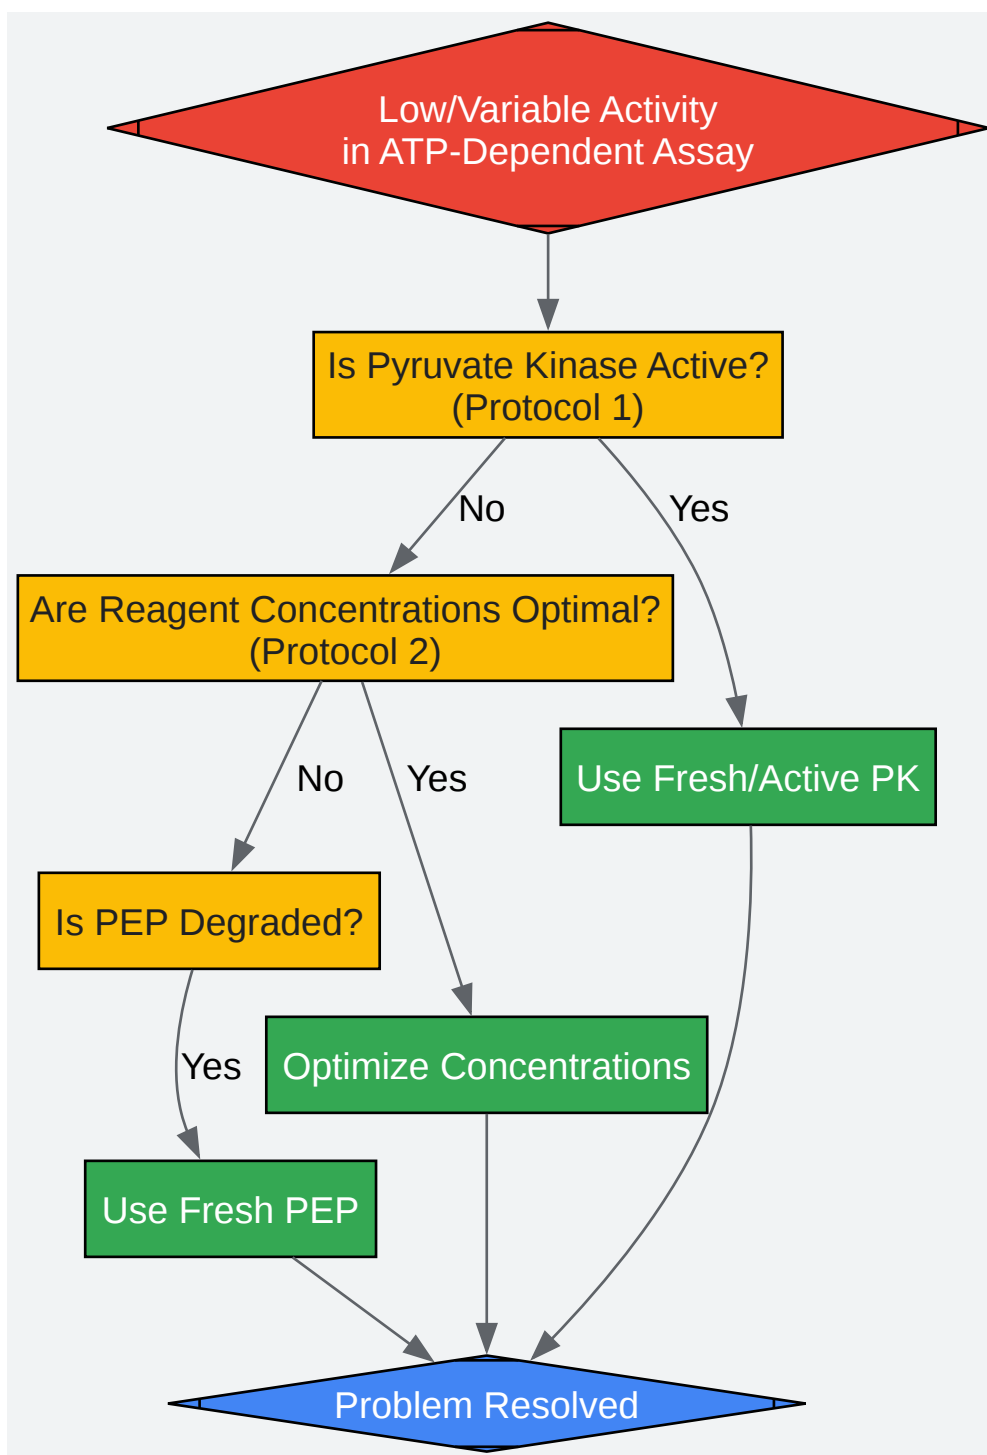 Low/Variable Activity
in ATP-Dependent Assay
Is Pyruvate Kinase Active?
(Protocol 1)
No
Yes
Are Reagent Concentrations Optimal?
(Protocol 2)
No
Yes
Use Fresh/Active PK
Is PEP Degraded?
Yes
Optimize Concentrations
Use Fresh PEP
Problem Resolved